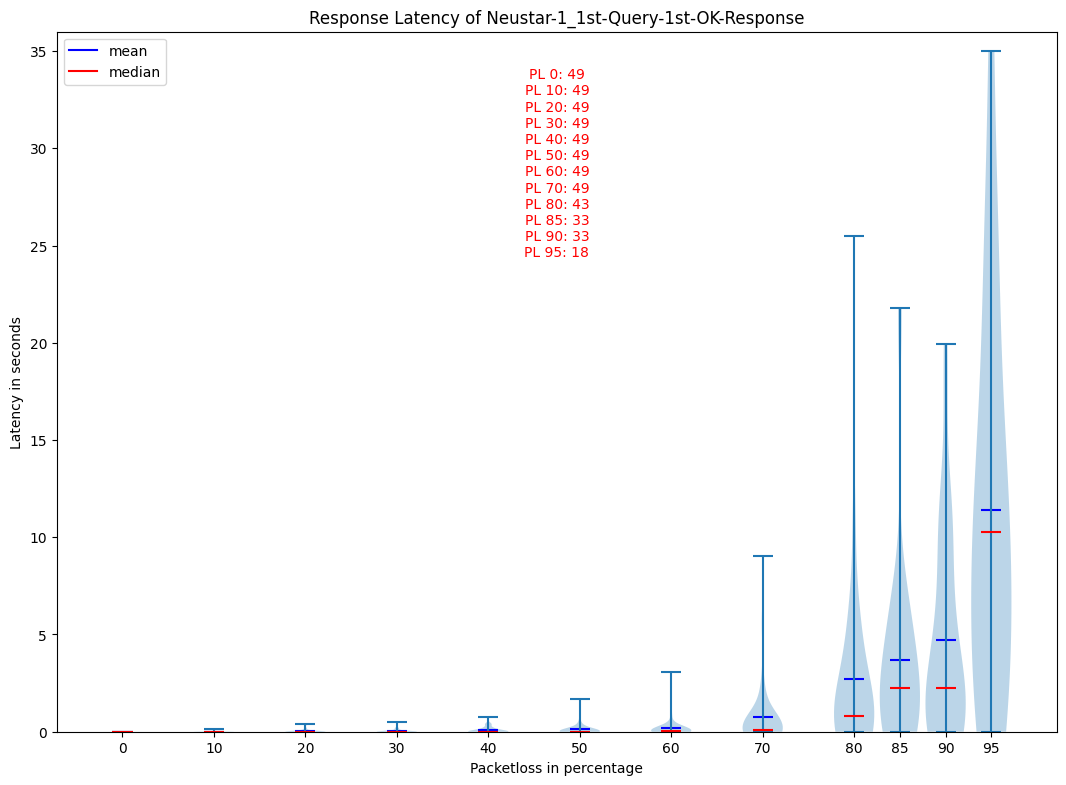 Response Latency of Neustar-1_1st-Query-1st-OK-Response
mean
median
PL 0: 49
PL 10: 49
PL 20: 49
PL 30: 49
PL 40: 49
PL 50: 49
PL 60: 49
PL 70: 49
PL 80: 43
PL 85: 33
PL 90: 33
PL 95: 18
Latency in seconds
35
30
25
20
15
10
5
0
0 10 20 30 40 50 60 70 80 85 90 95
Packetloss in percentage